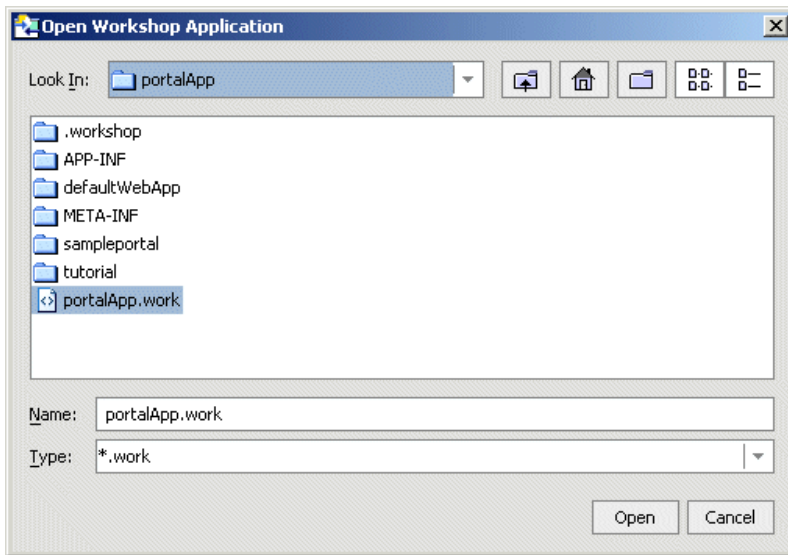 Open Workshop Application
Look In: portalApp
.workshop
APP-INF
defaultWebApp
META-INF
sampleportal
tutorial
portalApp.work
Name: portalApp.work
Type: *.work
Open Cancel